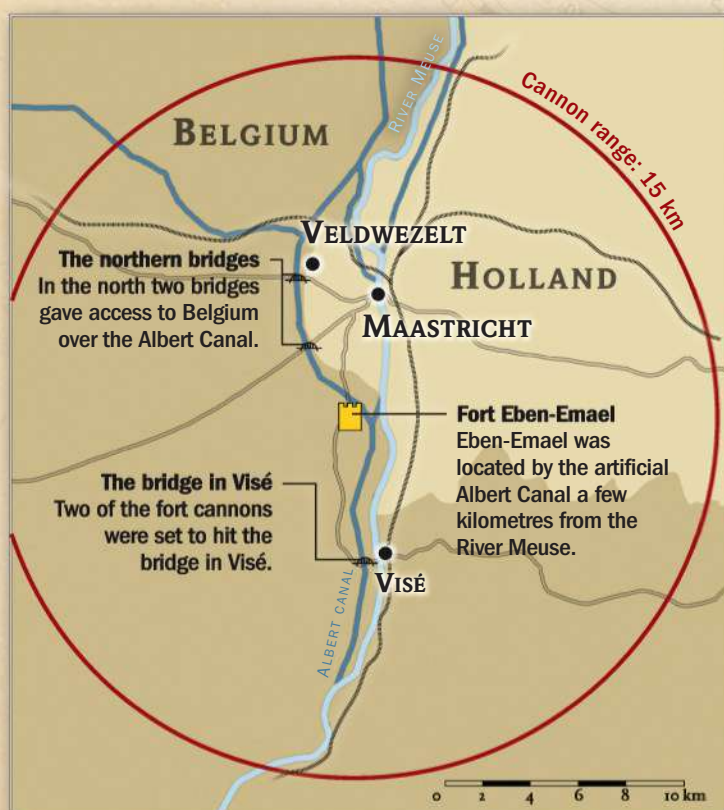 RIVER MEUSE
Cannon range: 15 km
BELGIUM
VELDWEZELT
The northern bridges
In the north two bridges
gave access to Belgium
over the Albert Canal.
HOLLAND
MAASTRICHT
Fort Eben-Emael
Eben-Emael was
located by the artificial
Albert Canal a few
kilometres from the
River Meuse.
The bridge in Visé
Two of the fort cannons
were set to hit the
bridge in Visé.
VISÉ
ALBERT CANAL
0 2 4 6 8 10 km